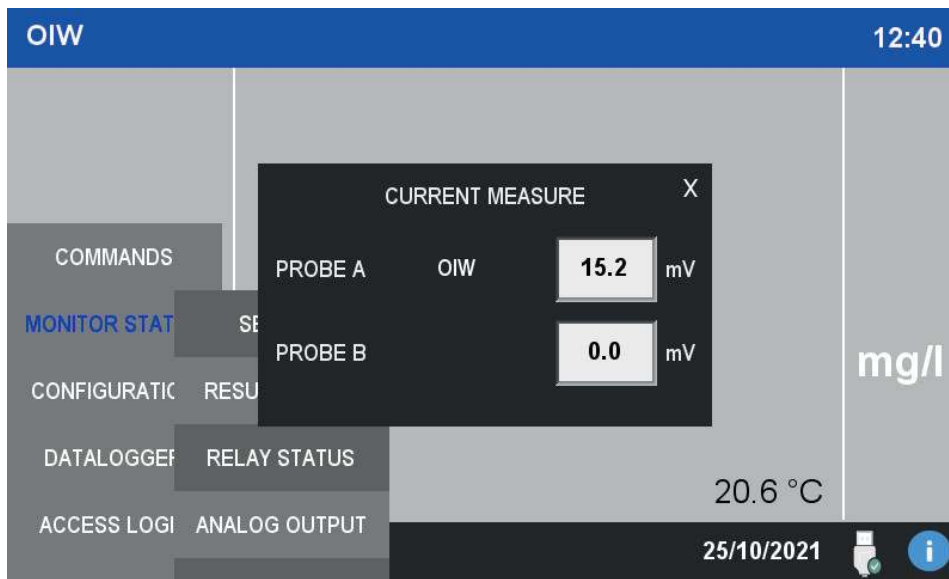 OIW 12:40
CURRENT MEASURE X
PROBE A OIW 15.2 mV
PROBE B 0.0 mV
COMMANDS
MONITOR STAT
CONFIGURATIC
DATALOGGEF
ACCESS LOGI
SE
RESU
RELAY STATUS
ANALOG OUTPUT
mg/l
20.6 °C
25/10/2021
i